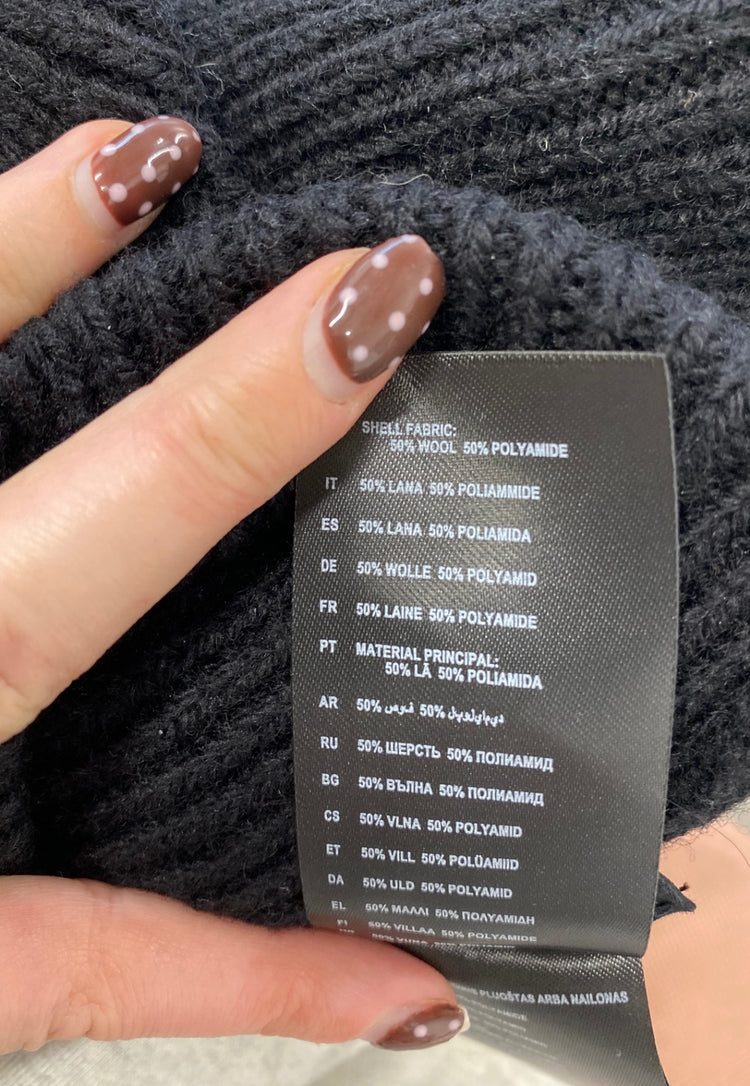 SHELL FABRIC:
50% WOOL 50% POLYAMIDE
IT 50% LANA 50% POLIAMMIDE
ES 50% LANA 50% POLIAMIDA
DE 50% WOLLE 50% POLYAMID
FR 50% LAINE 50% POLYAMIDE
PT MATERIAL PRINCIPAL:
50% LÃ 50% POLIAMIDA
AR 50% فوص 50%
RU 50% ШЕРСТЬ 50% ПОЛИАМИД
BG 50% ВЪЛНА 50% ПОЛИАМИД
CS 50% VLNA 50% POLYAMID
ET 50% VILL 50% POLÜAMIID
DA 50% ULD 50% POLYAMID
EL 50% ΜΑΛΛΙ 50% ΠΟΛΥΑΜΙΔΗ
FI 50% VILLAA 50% POLYAMIDE
PLUOŠTAS ARBA NAILONAS